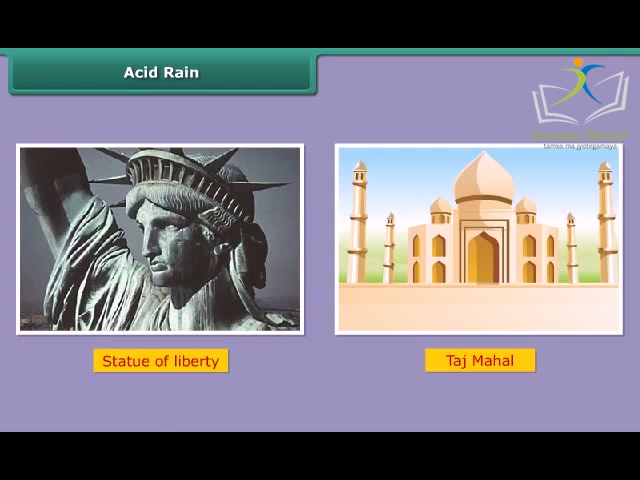 Acid Rain
tamso ma jyotirgamaya
Statue of liberty
Taj Mahal